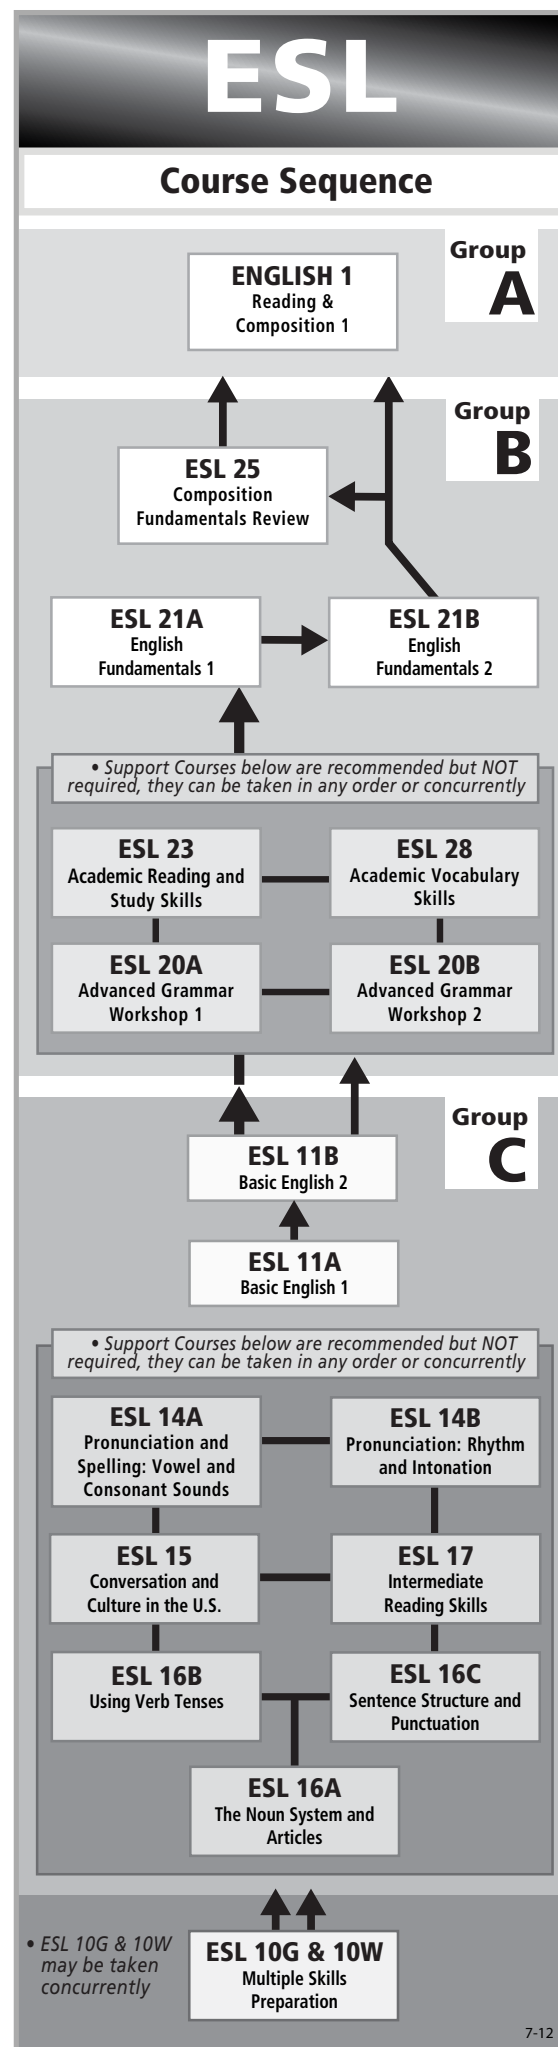 ESL
Course Sequence
Group
A
ENGLISH 1
Reading &
Composition 1
Group
B
ESL 25
Composition
Fundamentals Review
ESL 21A
English
Fundamentals 1
ESL 21B
English
Fundamentals 2
• Support Courses below are recommended but NOT
required, they can be taken in any order or concurrently
ESL 23
Academic Reading and
Study Skills
ESL 28
Academic Vocabulary
Skills
ESL 20A
Advanced Grammar
Workshop 1
ESL 20B
Advanced Grammar
Workshop 2
Group
C
ESL 11B
Basic English 2
ESL 11A
Basic English 1
• Support Courses below are recommended but NOT
required, they can be taken in any order or concurrently
ESL 14A
Pronunciation and
Spelling: Vowel and
Consonant Sounds
ESL 14B
Pronunciation: Rhythm
and Intonation
ESL 15
Conversation and
Culture in the U.S.
ESL 17
Intermediate
Reading Skills
ESL 16B
Using Verb Tenses
ESL 16C
Sentence Structure and
Punctuation
ESL 16A
The Noun System and
Articles
• ESL 10G & 10W
may be taken
concurrently
ESL 10G & 10W
Multiple Skills
Preparation
7-12